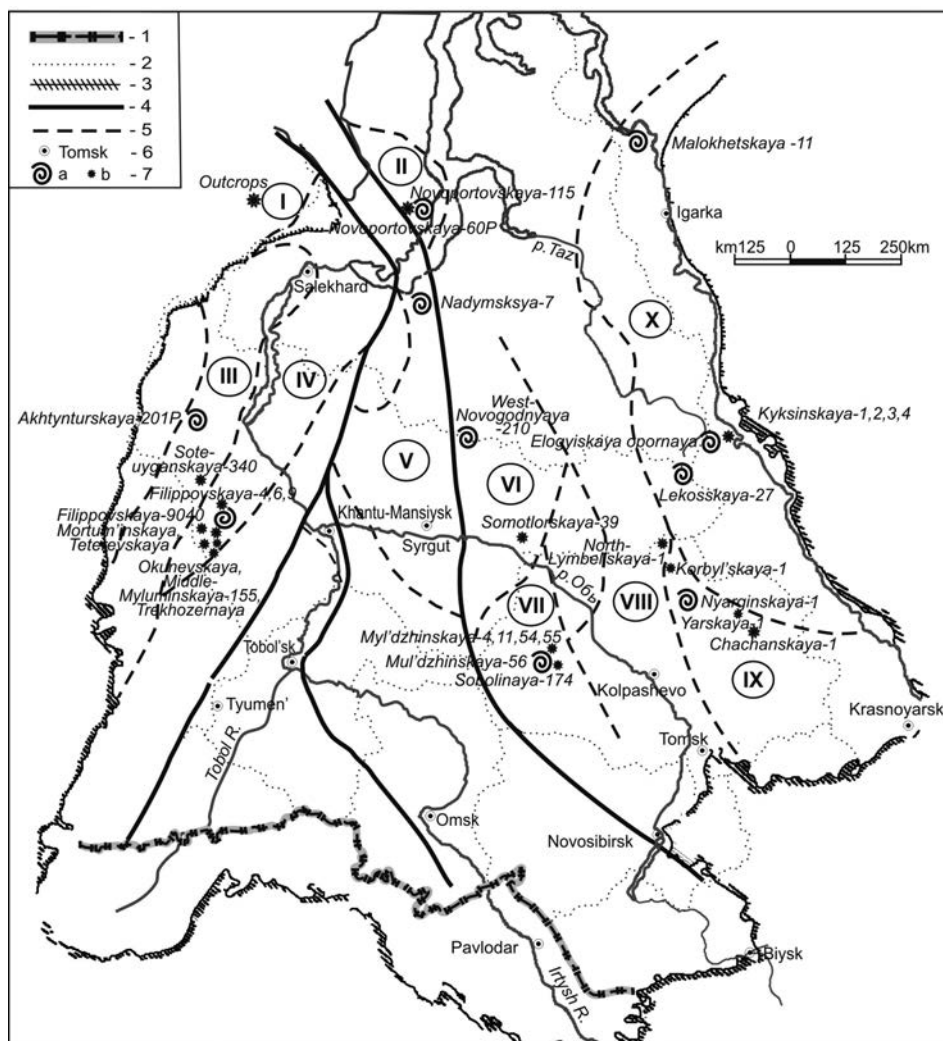 - 1
- 2
- 3
- 4
- 5
Tomsk - 6
a b - 7
Malokhetskaya -11
Outcrops
I
II
Novoportovskaya-115
Novoportovskaya-60P
Igarka
km125 0 125 250km
p. Taz
Salekhard
Nadymsksya-7
X
III
IV
Akhtynturskaya-201P
West-
Novogodnyaya
-210
Kyksinskaya-1,2,3,4
Elogyiskaya opornaya
Sote-
uyganskaya-340
V
VI
Lekosskaya-27
Filippovskaya-4,6,9
Filippovskaya-9040
Khantu-Mansiysk
Somotlorskaya-39
Mortum'inskaya,
Teterevskaya
Syrgut
North-
Lymbel'skaya-1
Korbyl'skaya-1
Okunevskaya,
Middle-
Myluminskaya-155,
Trekhozernaya
p.Обь
VII
VIII
Nyarginskaya-1
Yarskaya-1
Chachanskaya-1
Myl'dzhinskaya-4,11,54,55
Mul'dzhinskaya-56
Sobolinaya-174
Tobol'sk
Kolpashevo
IX
Tyumen'
Krasnoyarsk
Tobol R.
Tomsk
Omsk
Novosibirsk
Pavlodar
Biysk
Irtysh R.